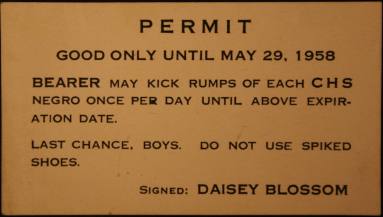 PERMIT
GOOD ONLY UNTIL MAY 29, 1958
BEARER MAY KICK RUMPS OF EACH CHS
NEGRO ONCE PER DAY UNTIL ABOVE EXPIR-
ATION DATE.
LAST CHANCE, BOYS. DO NOT USE SPIKED
SHOES.
SIGNED: DAISEY BLOSSOM